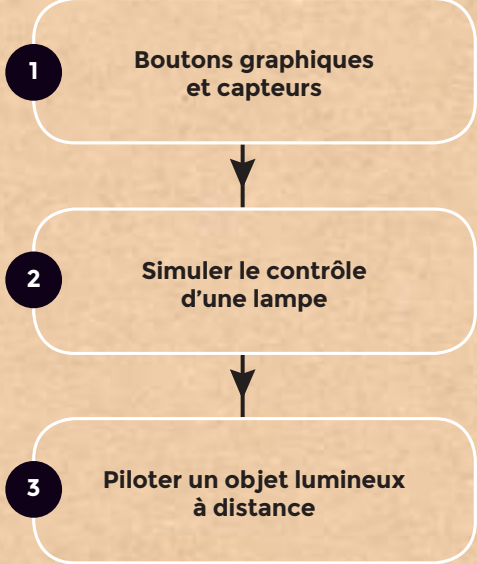 1
Boutons graphiques
et capteurs
2
Simuler le contrôle
d’une lampe
3
Piloter un objet lumineux
à distance